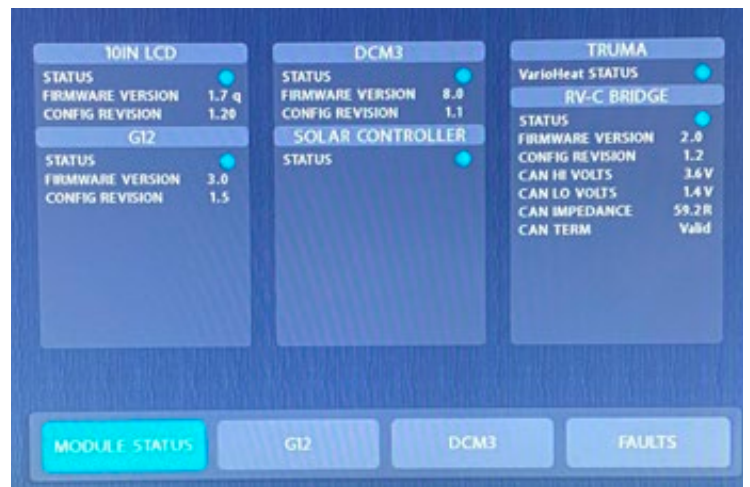 10IN LCD
STATUS
FIRMWARE VERSION 1.7 q
CONFIG REVISION 1.20
G12
STATUS
FIRMWARE VERSION 3.0
CONFIG REVISION 1.5
DCM3
STATUS
FIRMWARE VERSION 8.0
CONFIG REVISION 1.1
SOLAR CONTROLLER
STATUS
TRUMA
VarioHeat STATUS
RV-C BRIDGE
STATUS
FIRMWARE VERSION 2.0
CONFIG REVISION 1.2
CAN HI VOLTS 3.6 V
CAN LO VOLTS 1.4 V
CAN IMPEDANCE 59.2 R
CAN TERM Valid
MODULE STATUS G12 DCM3 FAULTS